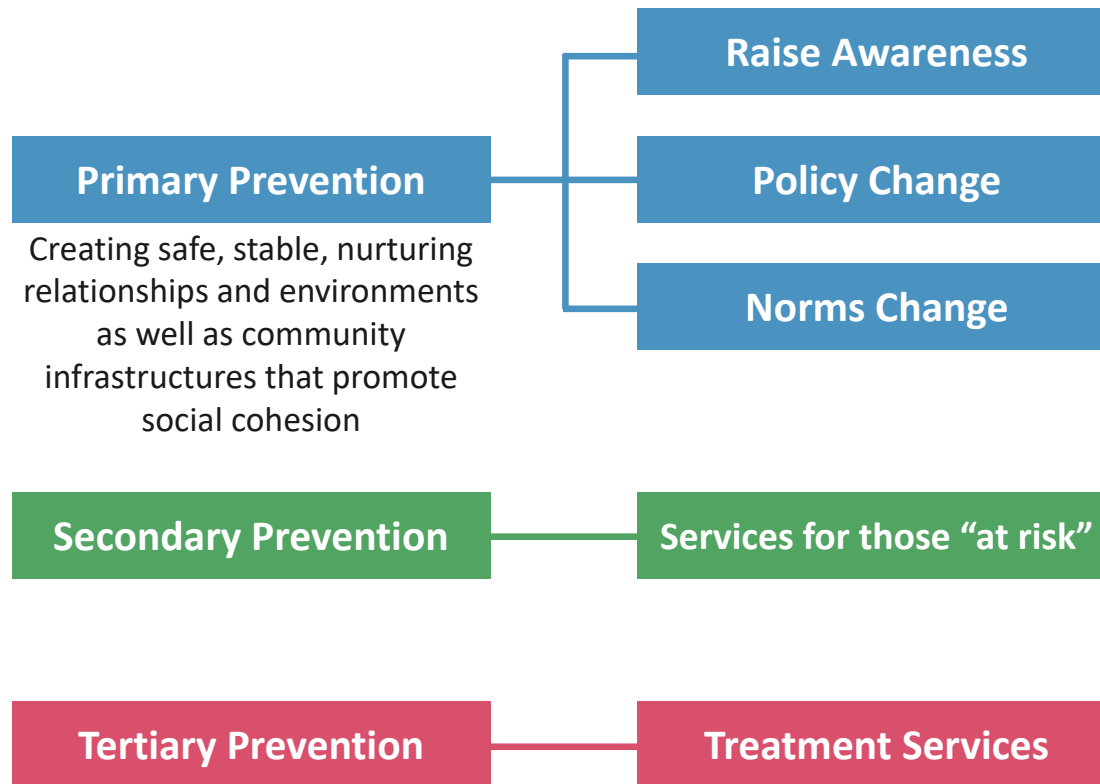 Raise Awareness
Primary Prevention
Policy Change
Creating safe, stable, nurturing
relationships and environments
as well as community
infrastructures that promote
social cohesion
Norms Change
Secondary Prevention
Services for those “at risk”
Tertiary Prevention
Treatment Services